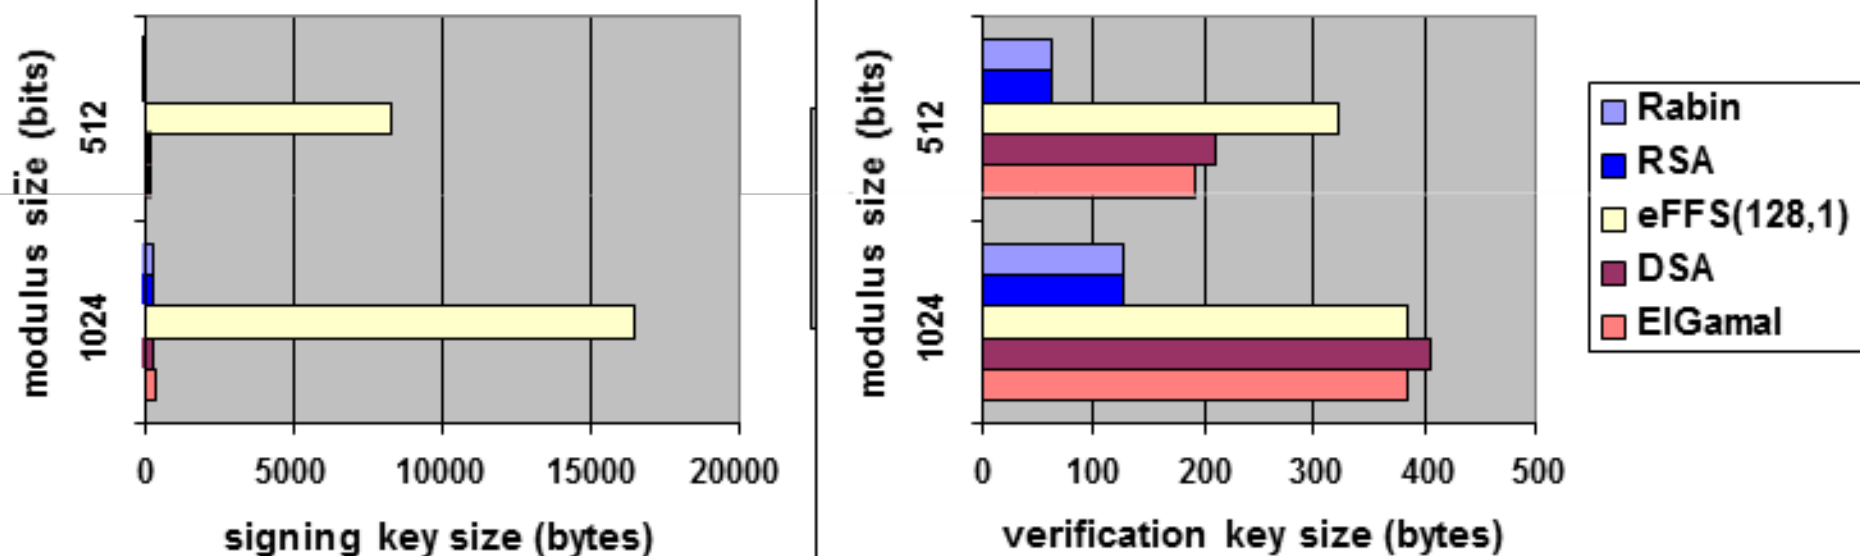 modulus size (bits)
512
1024
0 5000 10000 15000 20000
signing key size (bytes)
modulus size (bits)
512
1024
0 100 200 300 400 500
verification key size (bytes)
Rabin
RSA
eFFS(128,1)
DSA
ElGamal